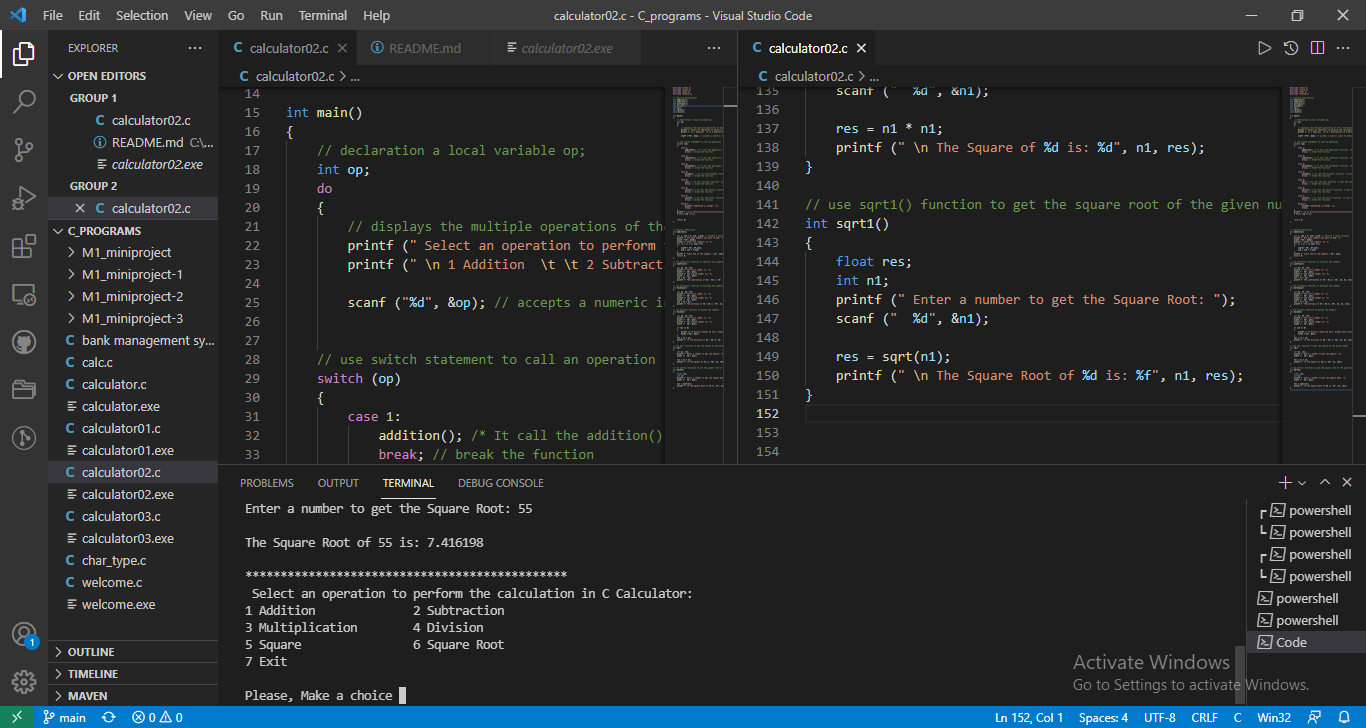 File Edit Selection View Go Run Terminal Help calculator02.c - C_programs - Visual Studio Code
EXPLORER ···
OPEN EDITORS
GROUP 1
C calculator02.c
README.md C:\...
calculator02.exe
GROUP 2
C calculator02.c
C_PROGRAMS
M1_miniproject
M1_miniproject-1
M1_miniproject-2
M1_miniproject-3
C bank management sy...
C calc.c
C calculator.c
calculator.exe
C calculator01.c
calculator01.exe
C calculator02.c
calculator02.exe
C calculator03.c
calculator03.exe
C char_type.c
C welcome.c
welcome.exe
OUTLINE
TIMELINE
MAVEN
1
C calculator02.c README.md calculator02.exe ···
C calculator02.c > ...
14
15 int main()
16 {
17 // declaration a local variable op;
18 int op;
19 do
20 {
21 // displays the multiple operations of the
22 printf (" Select an operation to perform
23 printf (" \n 1 Addition \t \t 2 Subtract
24
25 scanf ("%d", &op); // accepts a numeric in
26
27
28 // use switch statement to call an operation
29 switch (op)
30 {
31 case 1:
32 addition(); /* It call the addition()
33 break; // break the function
C calculator02.c ···
C calculator02.c > ...
135 scanf (" %d", &n1);
136
137 res = n1 * n1;
138 printf (" \n The Square of %d is: %d", n1, res);
139 }
140
141 // use sqrt1() function to get the square root of the given nu
142 int sqrt1()
143 {
144 float res;
145 int n1;
146 printf (" Enter a number to get the Square Root: ");
147 scanf (" %d", &n1);
148
149 res = sqrt(n1);
150 printf (" \n The Square Root of %d is: %f", n1, res);
151 }
152
153
154
PROBLEMS OUTPUT TERMINAL DEBUG CONSOLE
Enter a number to get the Square Root: 55
The Square Root of 55 is: 7.416198
**********************************************
Select an operation to perform the calculation in C Calculator:
1 Addition 2 Subtraction
3 Multiplication 4 Division
5 Square 6 Square Root
7 Exit
Please, Make a choice
powershell
powershell
powershell
powershell
powershell
powershell
Code
Activate Windows
Go to Settings to activate Windows.
main 0 0 Ln 152, Col 1 Spaces: 4 UTF-8 CRLF C Win32